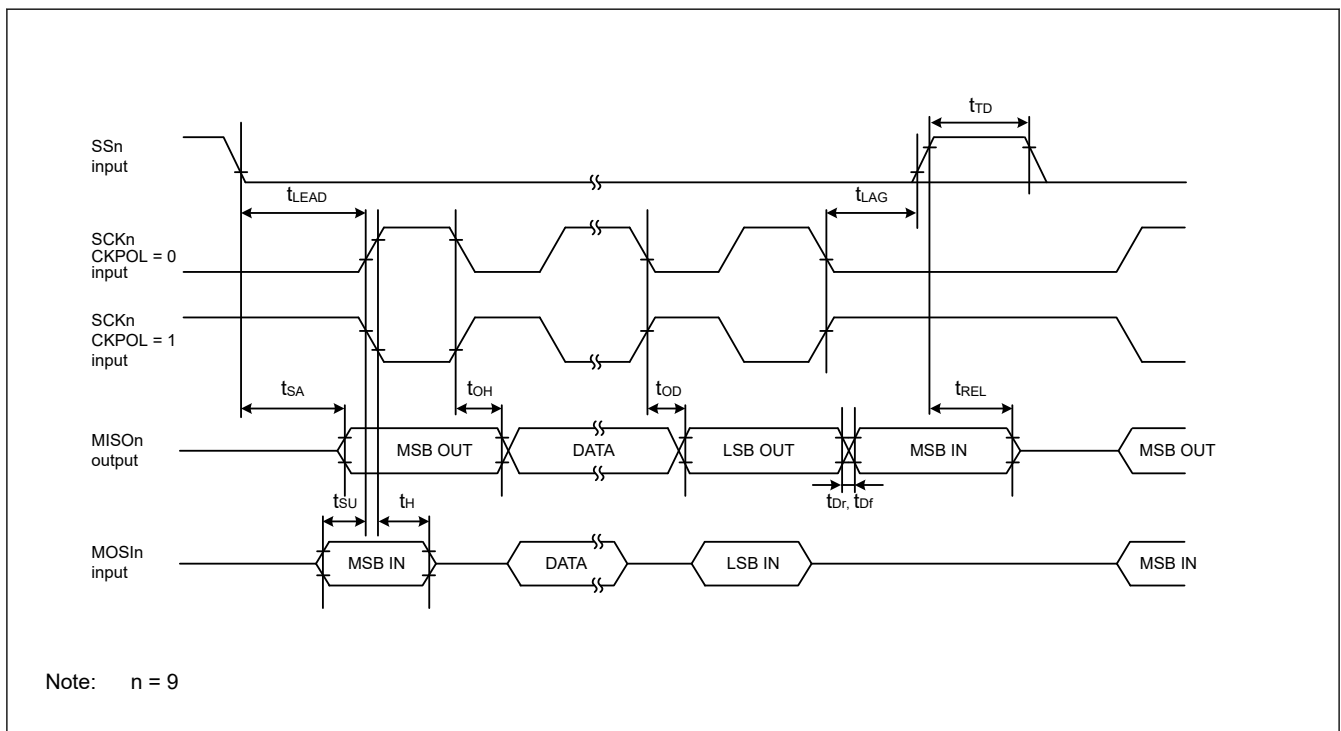 tTD
SSn
input
tLEAD
tLAG
SCKn
CKPOL = 0
input
SCKn
CKPOL = 1
input
tSA
tOH
tOD
tREL
MISOn
output
MSB OUT
DATA
LSB OUT
MSB IN
MSB OUT
tSU
tH
tDr, tDf
MOSIn
input
MSB IN
DATA
LSB IN
MSB IN
Note: n = 9